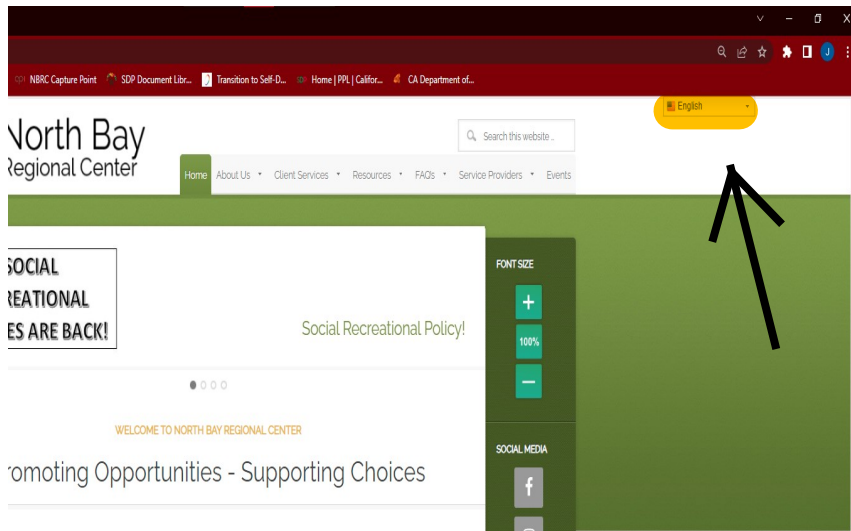 NBRC Capture Point SDP Document Libr... Transition to Self-D... Home | PPL | Califor... CA Department of...
J
English
North Bay
Regional Center
Search this website ..
Home About Us Client Services Resources FAQ's Service Providers Events
SOCIAL
REATIONAL
ES ARE BACK!
Social Recreational Policy!
FONT SIZE
+
100%
−
WELCOME TO NORTH BAY REGIONAL CENTER
romoting Opportunities - Supporting Choices
SOCIAL MEDIA
f